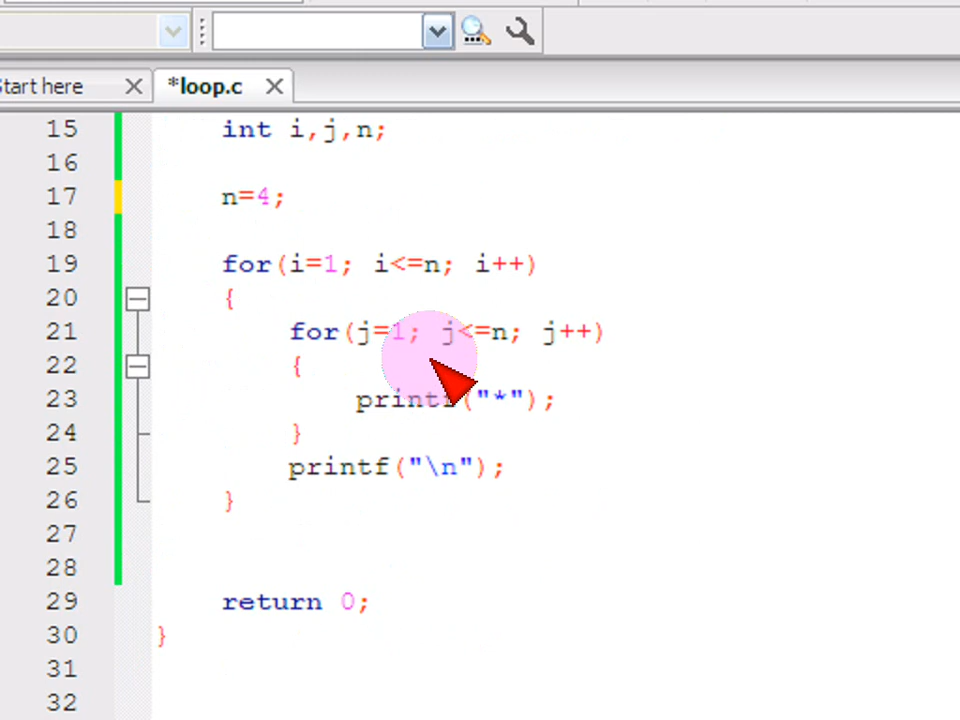 Start here *loop.c
15 int i,j,n;
16
17 n=4;
18
19 for(i=1; i<=n; i++)
20 {
21 for(j=1; j<=n; j++)
22 {
23 printf("*");
24 }
25 printf("\n");
26 }
27
28
29 return 0;
30 }
31
32